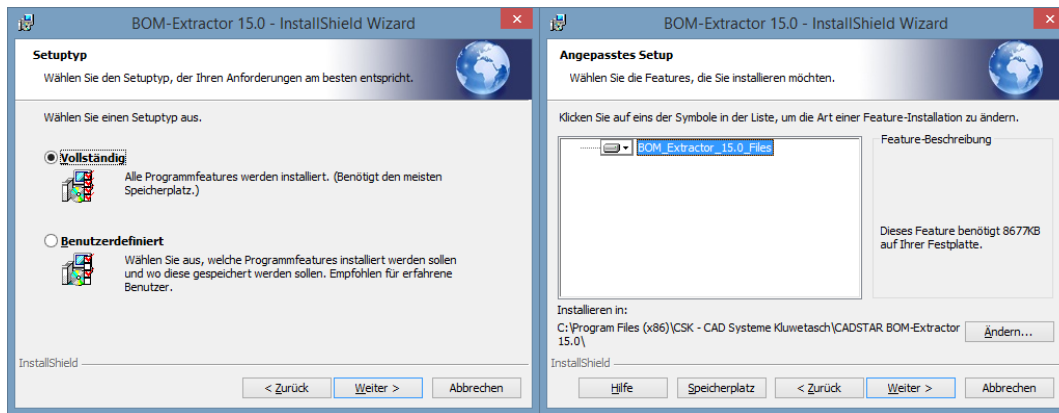 BOM-Extractor 15.0 - InstallShield Wizard
Setuptyp
Wählen Sie den Setuptyp, der Ihren Anforderungen am besten entspricht.
Wählen Sie einen Setuptyp aus.
Vollständig
Alle Programmfeatures werden installiert. (Benötigt den meisten
Speicherplatz.)
Benutzerdefiniert
Wählen Sie aus, welche Programmfeatures installiert werden sollen
und wo diese gespeichert werden sollen. Empfohlen für erfahrene
Benutzer.
InstallShield
< Zurück
Weiter >
Abbrechen
BOM-Extractor 15.0 - InstallShield Wizard
Angepasstes Setup
Wählen Sie die Features, die Sie installieren möchten.
Klicken Sie auf eins der Symbole in der Liste, um die Art einer Feature-Installation zu ändern.
BOM_Extractor_15.0_Files
Feature-Beschreibung
Dieses Feature benötigt 8677KB
auf Ihrer Festplatte.
Installieren in:
C:\Program Files (x86)\CSK - CAD Systeme Kluwetasch\CADSTAR BOM-Extractor
15.0\
Ändern...
InstallShield
Hilfe
Speicherplatz
< Zurück
Weiter >
Abbrechen